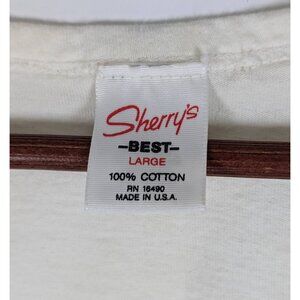 Sherry's
-BEST-
LARGE
100% COTTON
RN 16490
MADE IN U.S.A.